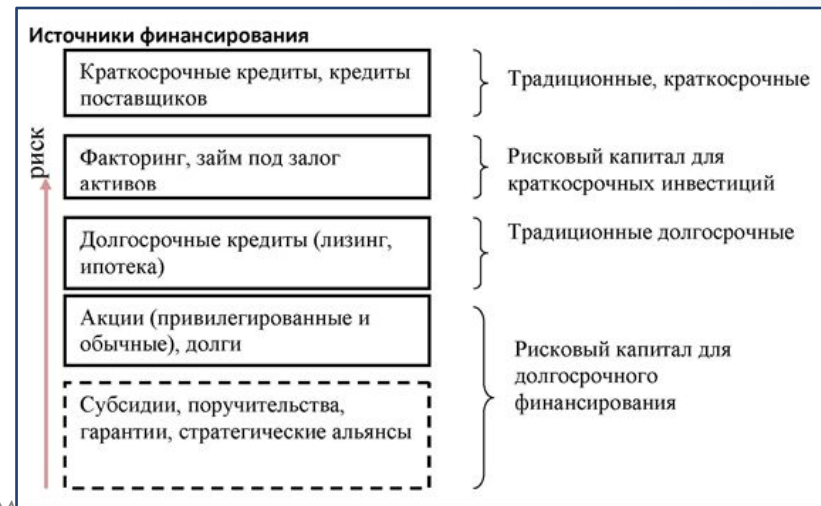 Источники финансирования
Краткосрочные кредиты, кредиты
поставщиков
Традиционные, краткосрочные
риск
Факторинг, займ под залог
активов
Рисковый капитал для
краткосрочных инвестиций
Долгосрочные кредиты (лизинг,
ипотека)
Традиционные долгосрочные
Акции (привилегированные и
обычные), долги
Рисковый капитал для
долгосрочного
финансирования
Субсидии, поручительства,
гарантии, стратегические альянсы